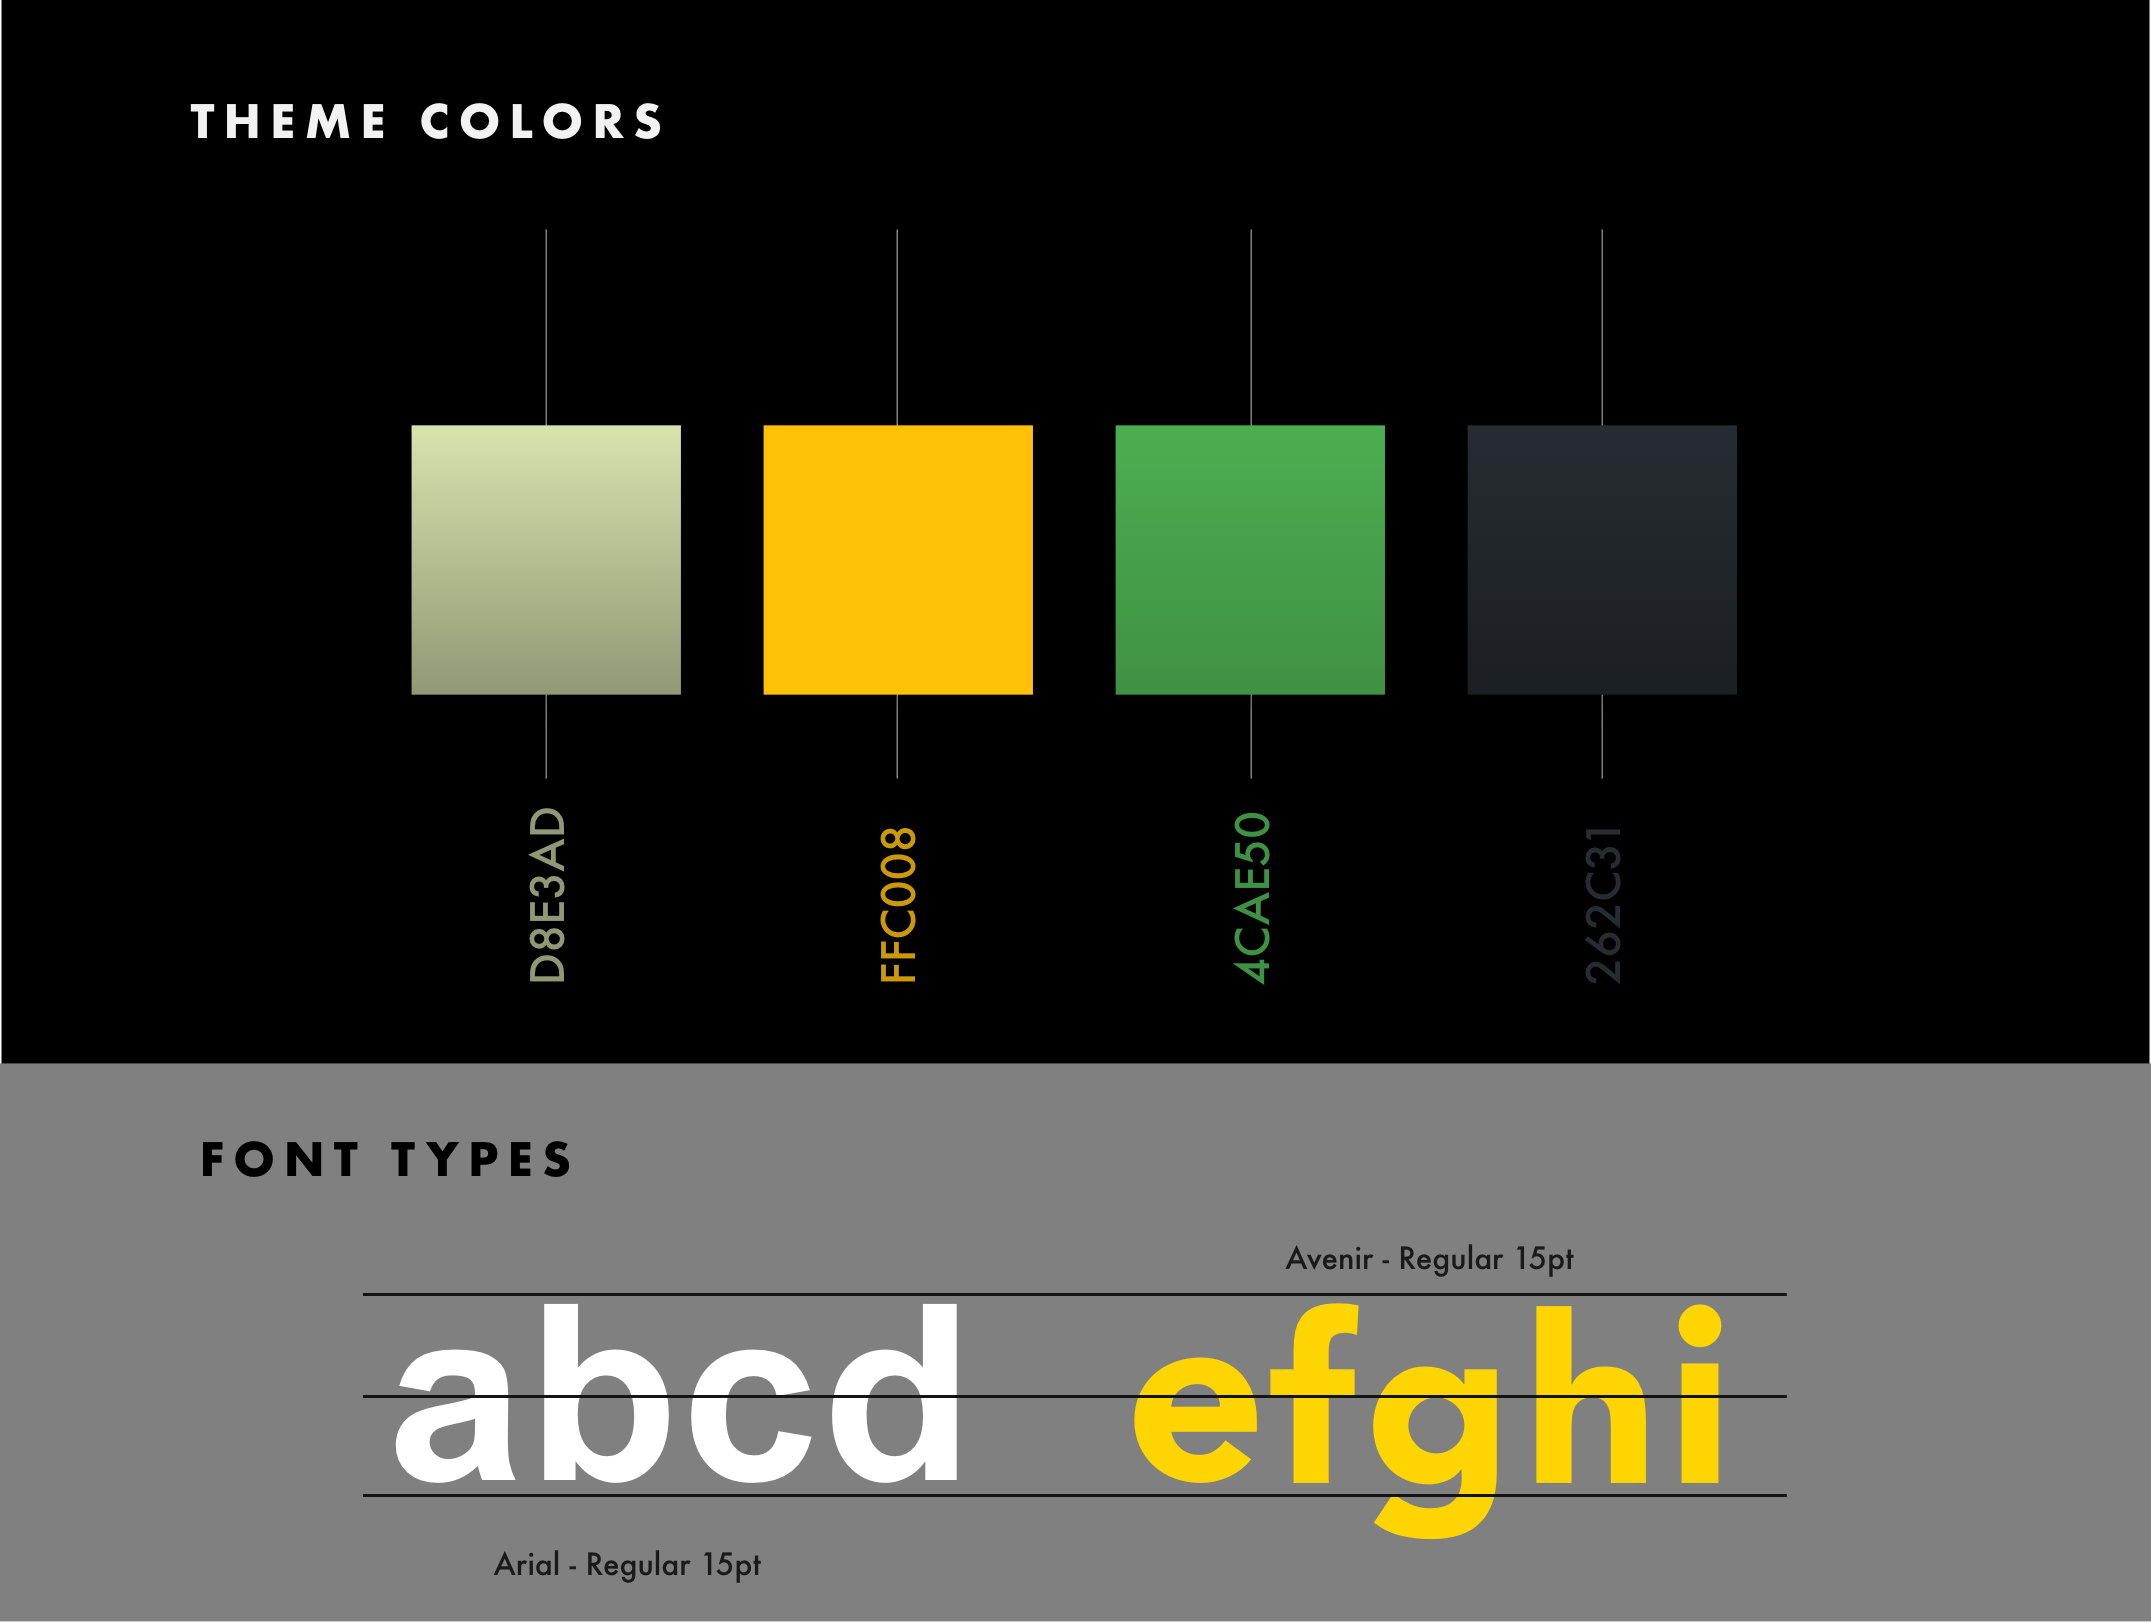 THEME COLORS
D8E3AD
FFC008
4CAE50
262C31
FONT TYPES
Avenir - Regular 15pt
abcd efghi
Arial - Regular 15pt